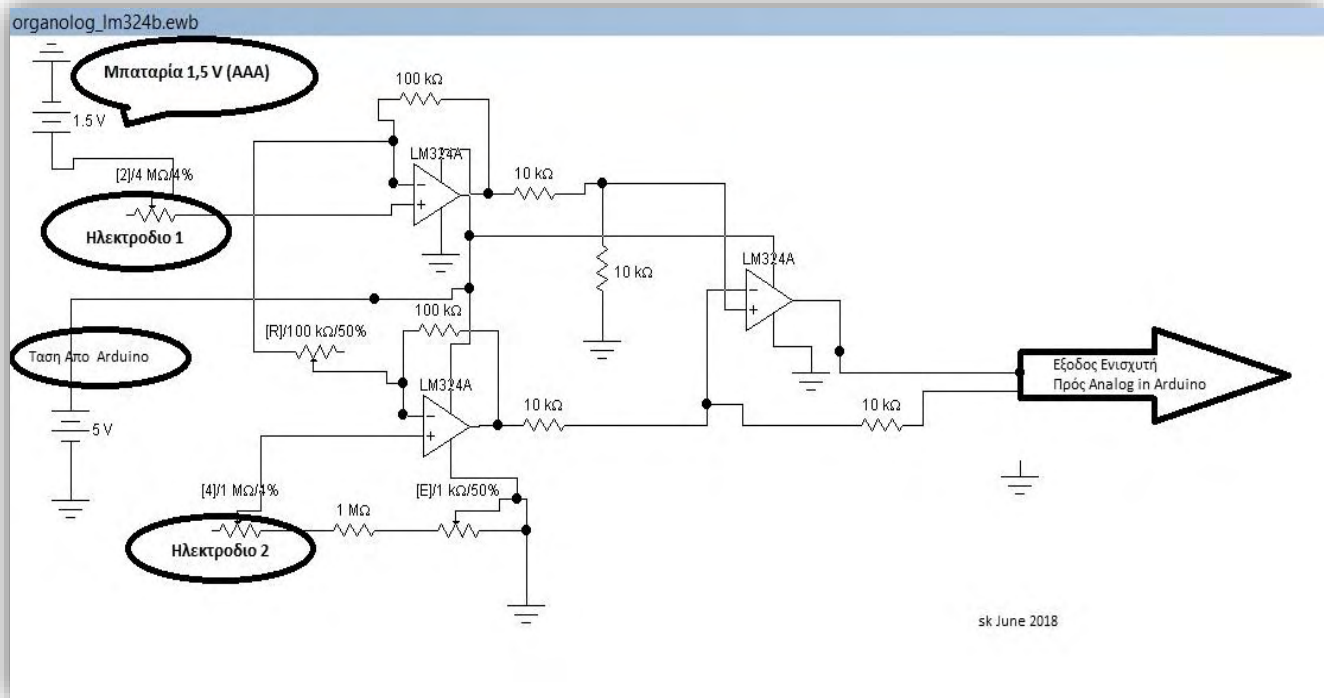 organolog_lm324b.ewb
Μπαταρία 1,5 V (AAA)
1.5 V
100 kΩ
LM324A
[2]/4 MΩ/4%
10 kΩ
Ηλεκτροδιο 1
LM324A
10 kΩ
100 kΩ
[R]/100 kΩ/50%
Ταση Απο Arduino
Εξοδος Ενισχυτή
Πρός Analog in Arduino
LM324A
10 kΩ
10 kΩ
5 V
[4]/1 MΩ/4%
[E]/1 kΩ/50%
1 MΩ
Ηλεκτροδιο 2
sk June 2018